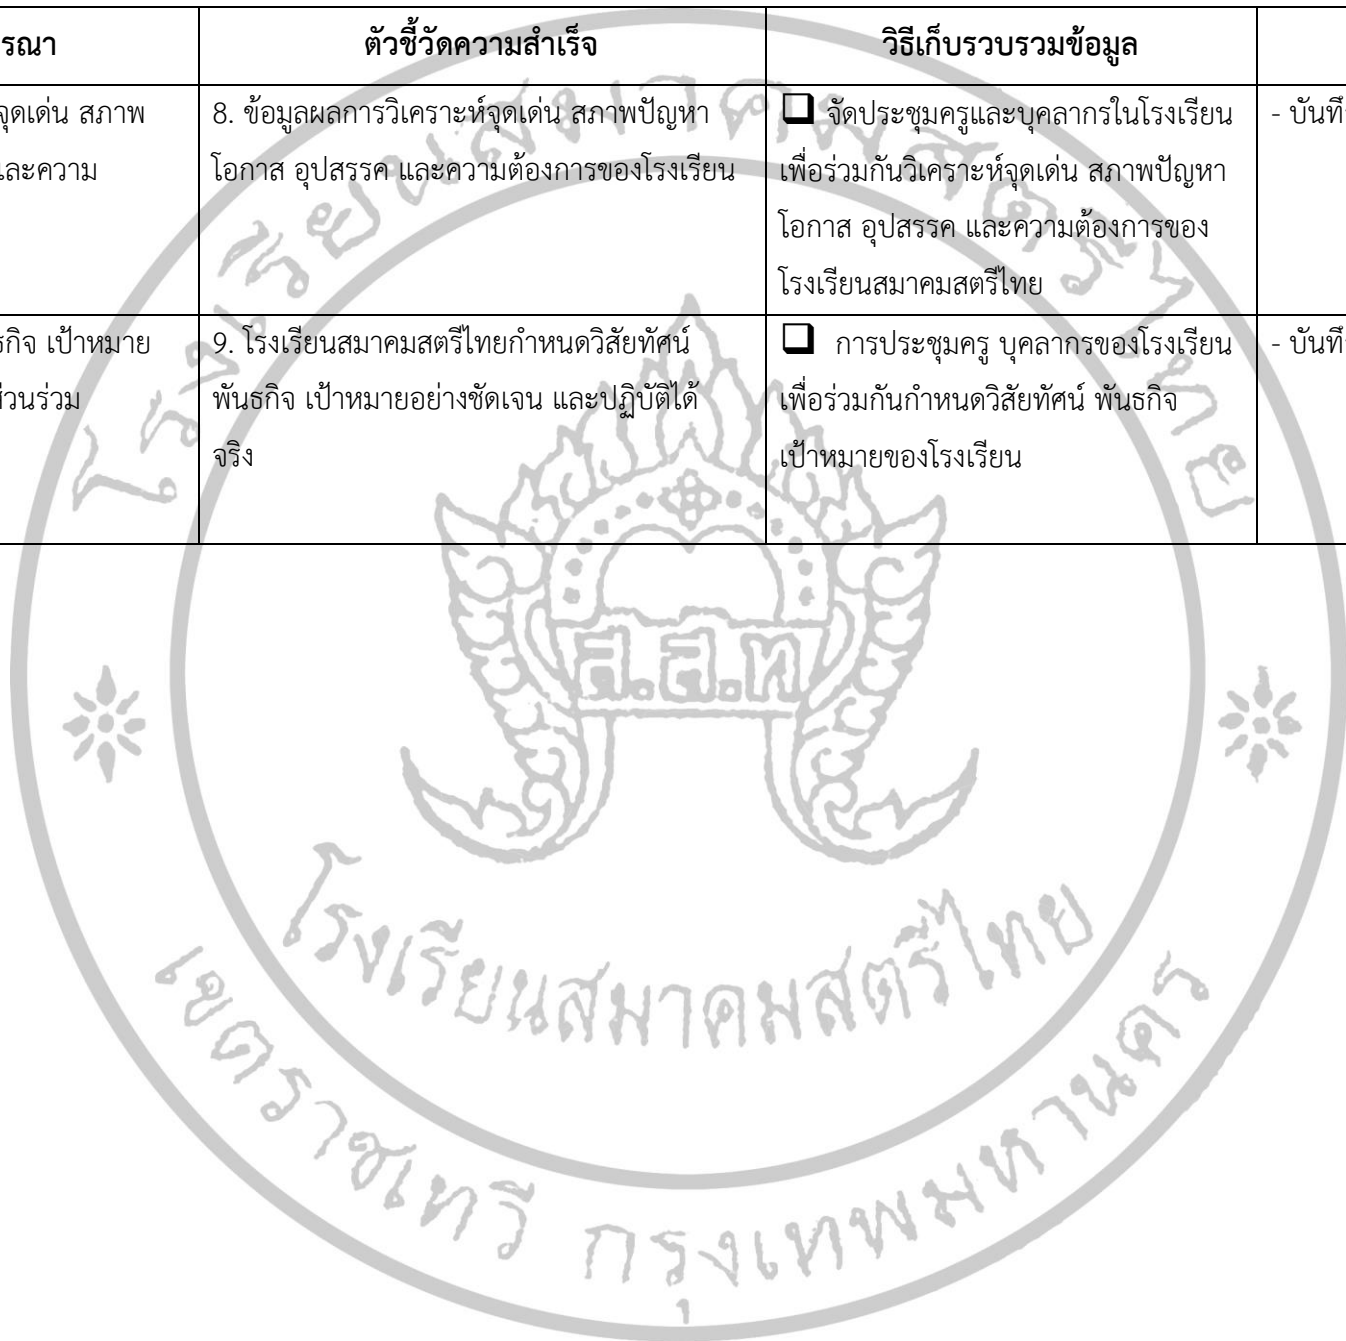 รณา ตัวชี้วัดความสำเร็จ วิธีเก็บรวบรวมข้อมูล
จุดเด่น สภาพ
และความ
8. ข้อมูลผลการวิเคราะห์จุดเด่น สภาพปัญหา
โอกาส อุปสรรค และความต้องการของโรงเรียน
❑ จัดประชุมครูและบุคลากรในโรงเรียน
เพื่อร่วมกันวิเคราะห์จุดเด่น สภาพปัญหา
โอกาส อุปสรรค และความต้องการของ
โรงเรียนสมาคมสตรีไทย
- บันทึ
ธกิจ เป้าหมาย
ส่วนร่วม
9. โรงเรียนสมาคมสตรีไทยกำหนดวิสัยทัศน์
พันธกิจ เป้าหมายอย่างชัดเจน และปฏิบัติได้
จริง
❑ การประชุมครู บุคลากรของโรงเรียน
เพื่อร่วมกันกำหนดวิสัยทัศน์ พันธกิจ
เป้าหมายของโรงเรียน
- บันทึ
โรงเรียนสมาคมสตรีไทย
ส.ส.ท
โรงเรียนสมาคมสตรีไทย
เขตราชเทวี กรุงเทพมหานคร